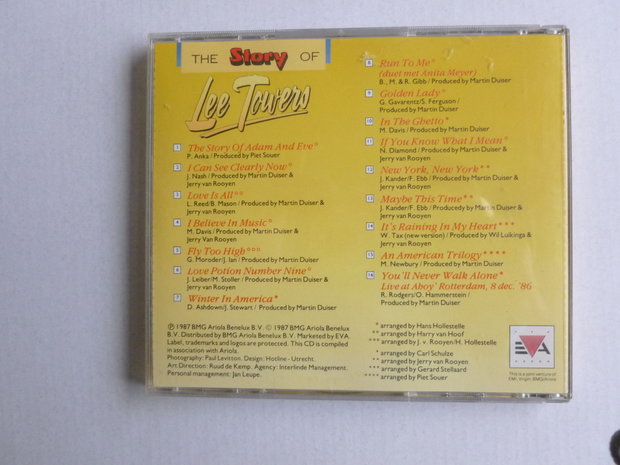 THE Story OF
Lee Towers
1 The Story Of Adam And Eve*
P. Anka / Produced by Piet Souer
2 I Can See Clearly Now*
J. Nash / Produced by Martin Duiser &
Jerry van Rooyen
3 Love Is All**
L. Reed/B. Mason / Produced by Martin Duiser &
Jerry Van Rooyen
4 I Believe In Music*
M. Davis / Produced by Martin Duiser &
Jerry Van Rooyen
5 Fly Too High***
G. Moroder/J. Ian / Produced by Martin Duiser
6 Love Potion Number Nine*
J. Leiber/M. Stoller / Produced by Martin Duiser &
Jerry van Rooyen
7 Winter In America*
D. Ashdown/J. Stewart / Produced by Martin Duiser
8 Run To Me*
(duet met Anita Meyer)
B., M. & R. Gibb / Produced by Martin Duiser
9 Golden Lady*
G. Gavarentz/S. Ferguson /
Produced by Martin Duiser
10 In The Ghetto*
M. Davis / Produced by Martin Duiser
11 If You Know What I Mean*
N. Diamond / Produced by Martin Duiser &
Jerry van Rooyen
12 New York, New York**
J. Kander/F. Ebb / Produced by Martin Duiser &
Jerry van Rooyen
13 Maybe This Time**
J. Kander/F. Ebb / Produced by Martin Duiser &
Jerry van Rooyen
14 It's Raining In My Heart***
W. Tax (new version) / Produced by Wil Luikinga &
Jerry van Rooyen
15 An American Trilogy****
M. Newbury / Produced by Martin Duiser
16 You'll Never Walk Alone*
Live at Ahoy' Rotterdam, 8 dec. '86
R. Rodgers/O. Hammerstein /
Produced by Martin Duiser
℗ 1987 BMG Ariola Benelux B.V. © 1987 BMG Ariola Benelux
B.V. Distributed by BMG Ariola Benelux B.V. Marketed by EVA.
Label, trademarks and logos are protected. This CD is compiled
in association with Ariola.
Photography: Paul Levitton. Design: Hotline - Utrecht.
Art Direction: Ruud de Kemp. Agency: Interlinde Management.
Personal management: Jan Leupe.
* arranged by Hans Hollestelle
** arranged by Harry van Hoof
*** arranged by J. v. Rooyen/H. Hollestelle
* arranged by Carl Schulze
** arranged by Jerry van Rooyen
*** arranged by Gerard Stellaard
**** arranged by Piet Souer
EVA
This is a joint venture of
EMI, Virgin, BMG/Ariola